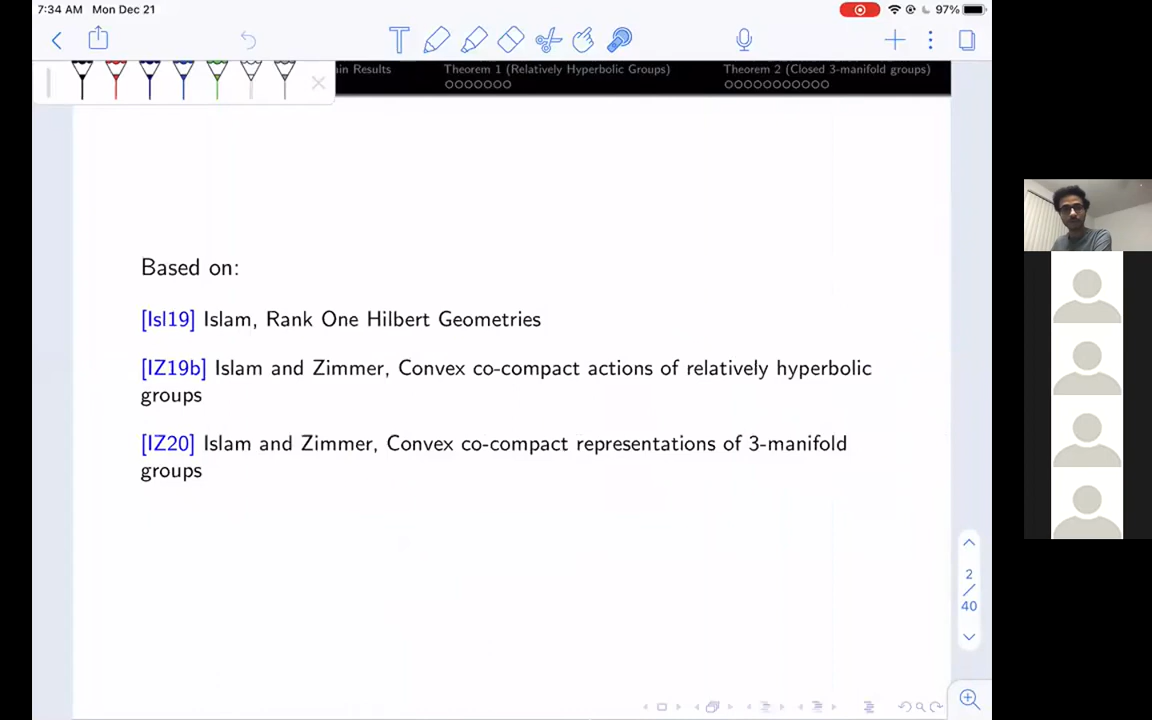 7:34 AM Mon Dec 21
97%
ain Results
Theorem 1 (Relatively Hyperbolic Groups)
Theorem 2 (Closed 3-manifold groups)
Based on:
[Isl19] Islam, Rank One Hilbert Geometries
[IZ19b] Islam and Zimmer, Convex co-compact actions of relatively hyperbolic
groups
[IZ20] Islam and Zimmer, Convex co-compact representations of 3-manifold
groups
2
/
40